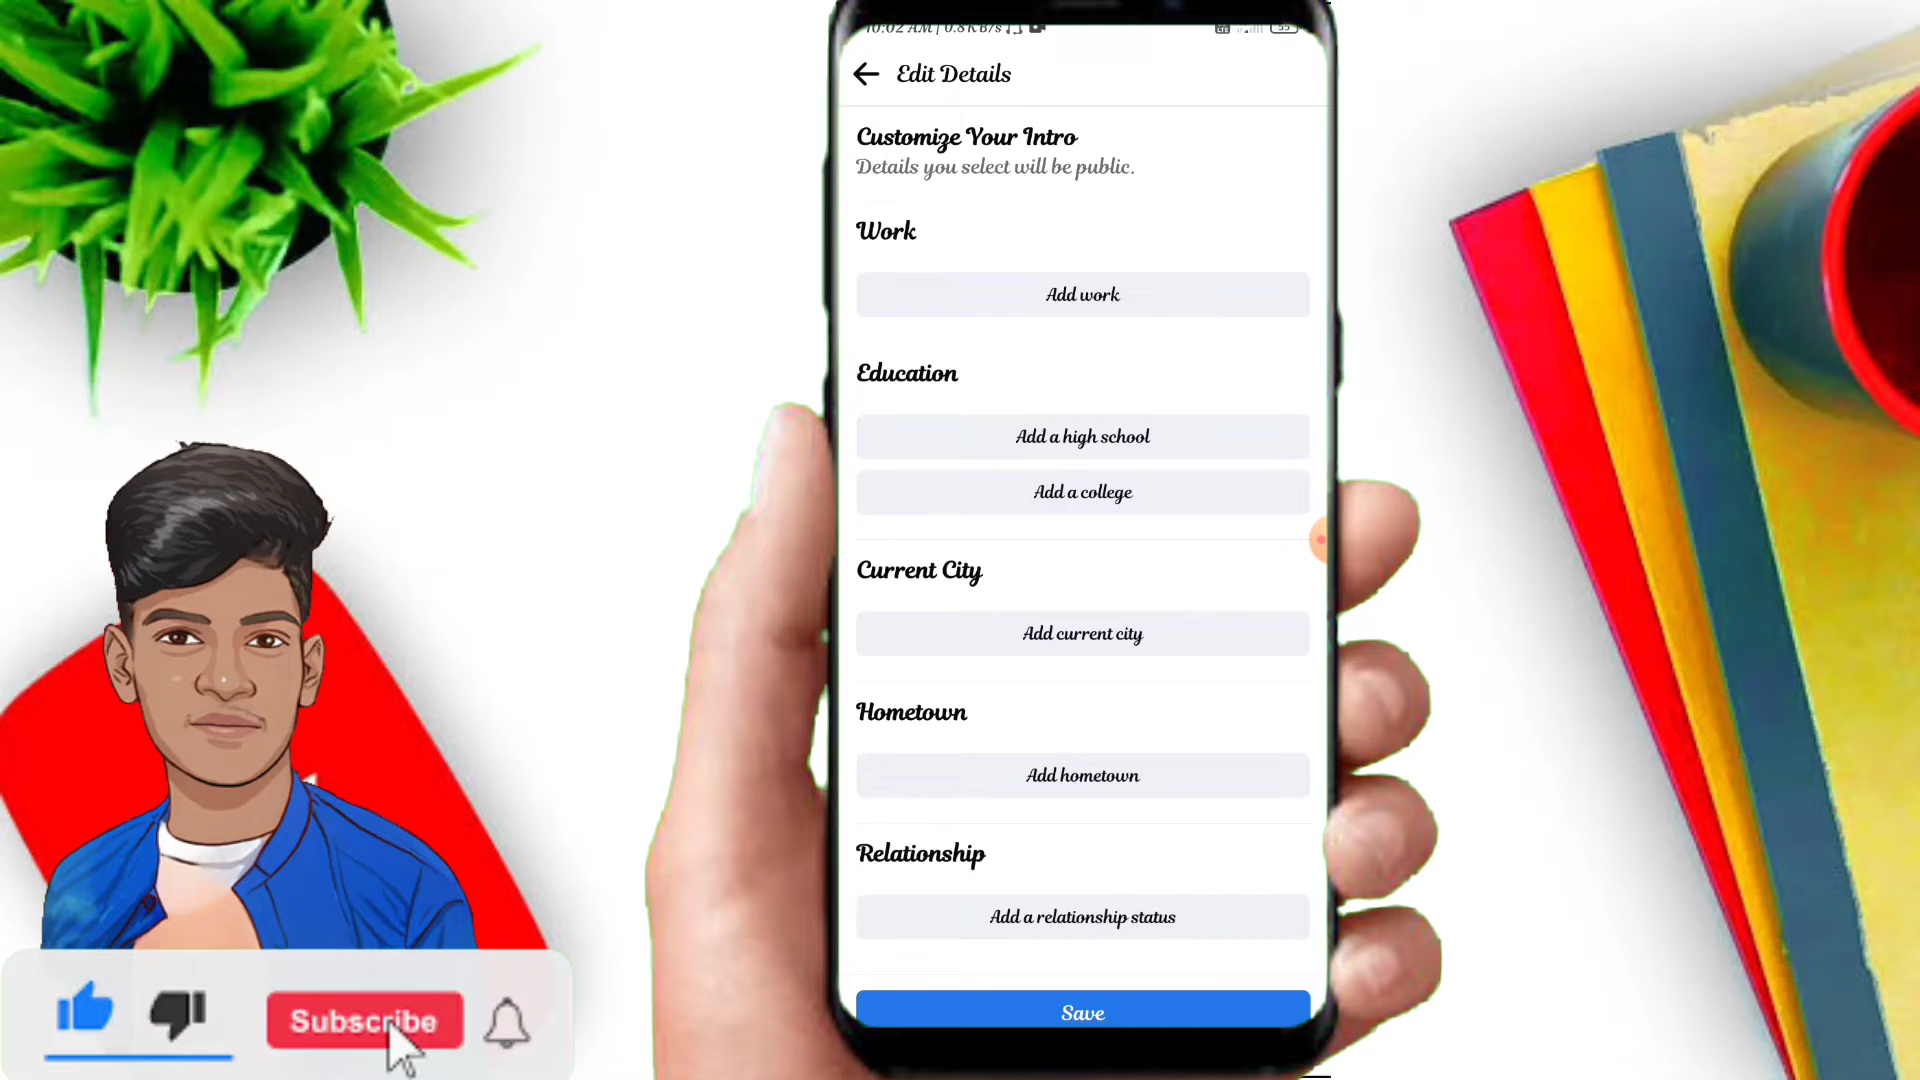 10:02 AM | 0.8KB/s
55
Edit Details
Customize Your Intro
Details you select will be public.
Work
Add work
Education
Add a high school
Add a college
Current City
Add current city
Hometown
Add hometown
Relationship
Add a relationship status
Save
Subscribe